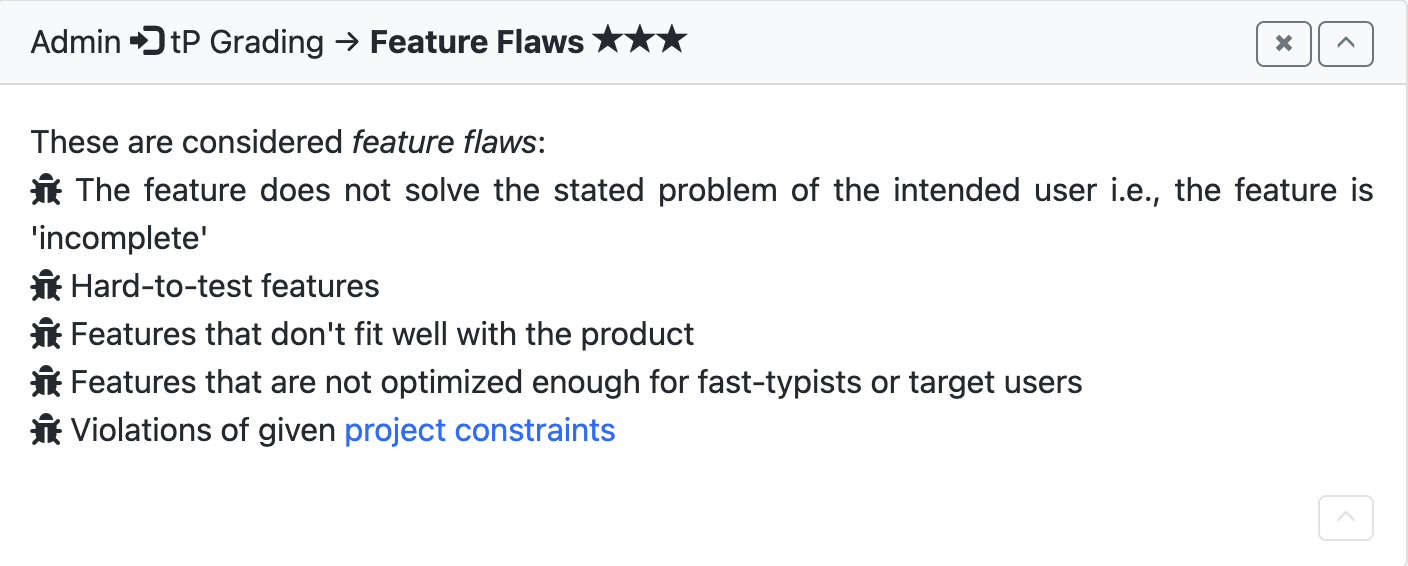 Admin tP Grading → Feature Flaws ★★★
These are considered feature flaws:
The feature does not solve the stated problem of the intended user i.e., the feature is
'incomplete'
Hard-to-test features
Features that don't fit well with the product
Features that are not optimized enough for fast-typists or target users
Violations of given project constraints